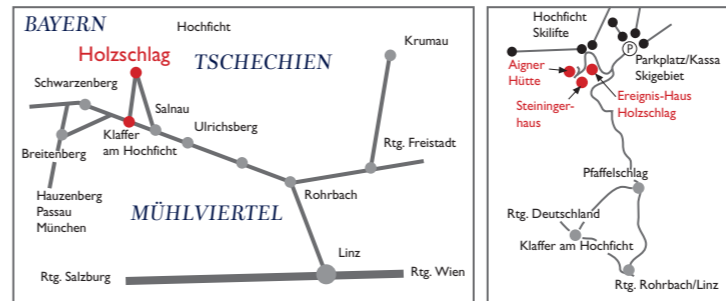 BAYERN
Hochficht
Holzschlag
TSCHECHIEN
Krumau
Schwarzenberg
Salnau
Ulrichsberg
Klaffer
am Hochficht
Breitenberg
Rtg. Freistadt
Hauzenberg
Passau
München
Rohrbach
MÜHLVIERTEL
Linz
Rtg. Salzburg
Rtg. Wien
Hochficht
Skilifte
P
Parkplatz/Kassa
Skigebiet
Aigner
Hütte
Steininger-
haus
Ereignis-Haus
Holzschlag
Pfaffelschlag
Rtg. Deutschland
Klaffer am Hochficht
Rtg. Rohrbach/Linz